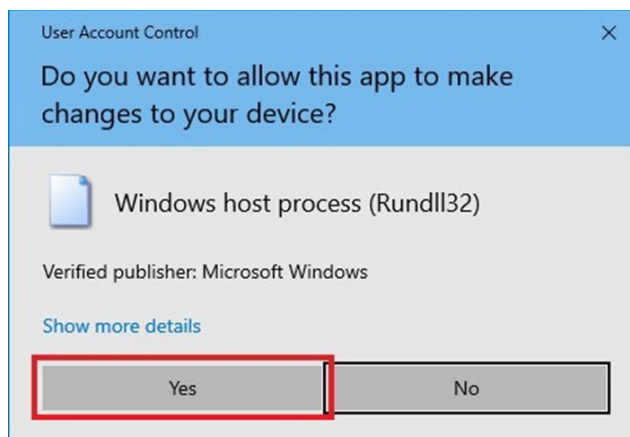 User Account Control
Do you want to allow this app to make
changes to your device?
Windows host process (Rundll32)
Verified publisher: Microsoft Windows
Show more details
Yes
No